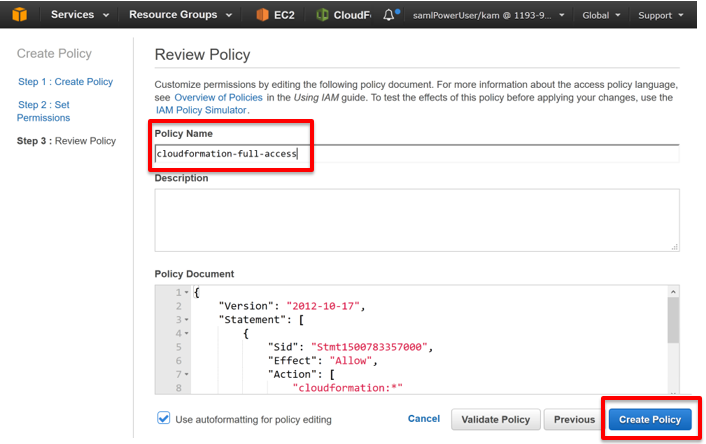 Services Resource Groups EC2 CloudF samlPowerUser/kam @ 1193-9... Global Support
Create Policy
Step 1 : Create Policy
Step 2 : Set
Permissions
Step 3 : Review Policy
Review Policy
Customize permissions by editing the following policy document. For more information about the access policy language,
see Overview of Policies in the Using IAM guide. To test the effects of this policy before applying your changes, use the
IAM Policy Simulator.
Policy Name
cloudformation-full-access
Description
Policy Document
1 {
2 "Version": "2012-10-17",
3 "Statement": [
4 {
5 "Sid": "Stmt1500783357000",
6 "Effect": "Allow",
7 "Action": [
8 "cloudformation:*"
Use autoformatting for policy editing Cancel Validate Policy Previous Create Policy